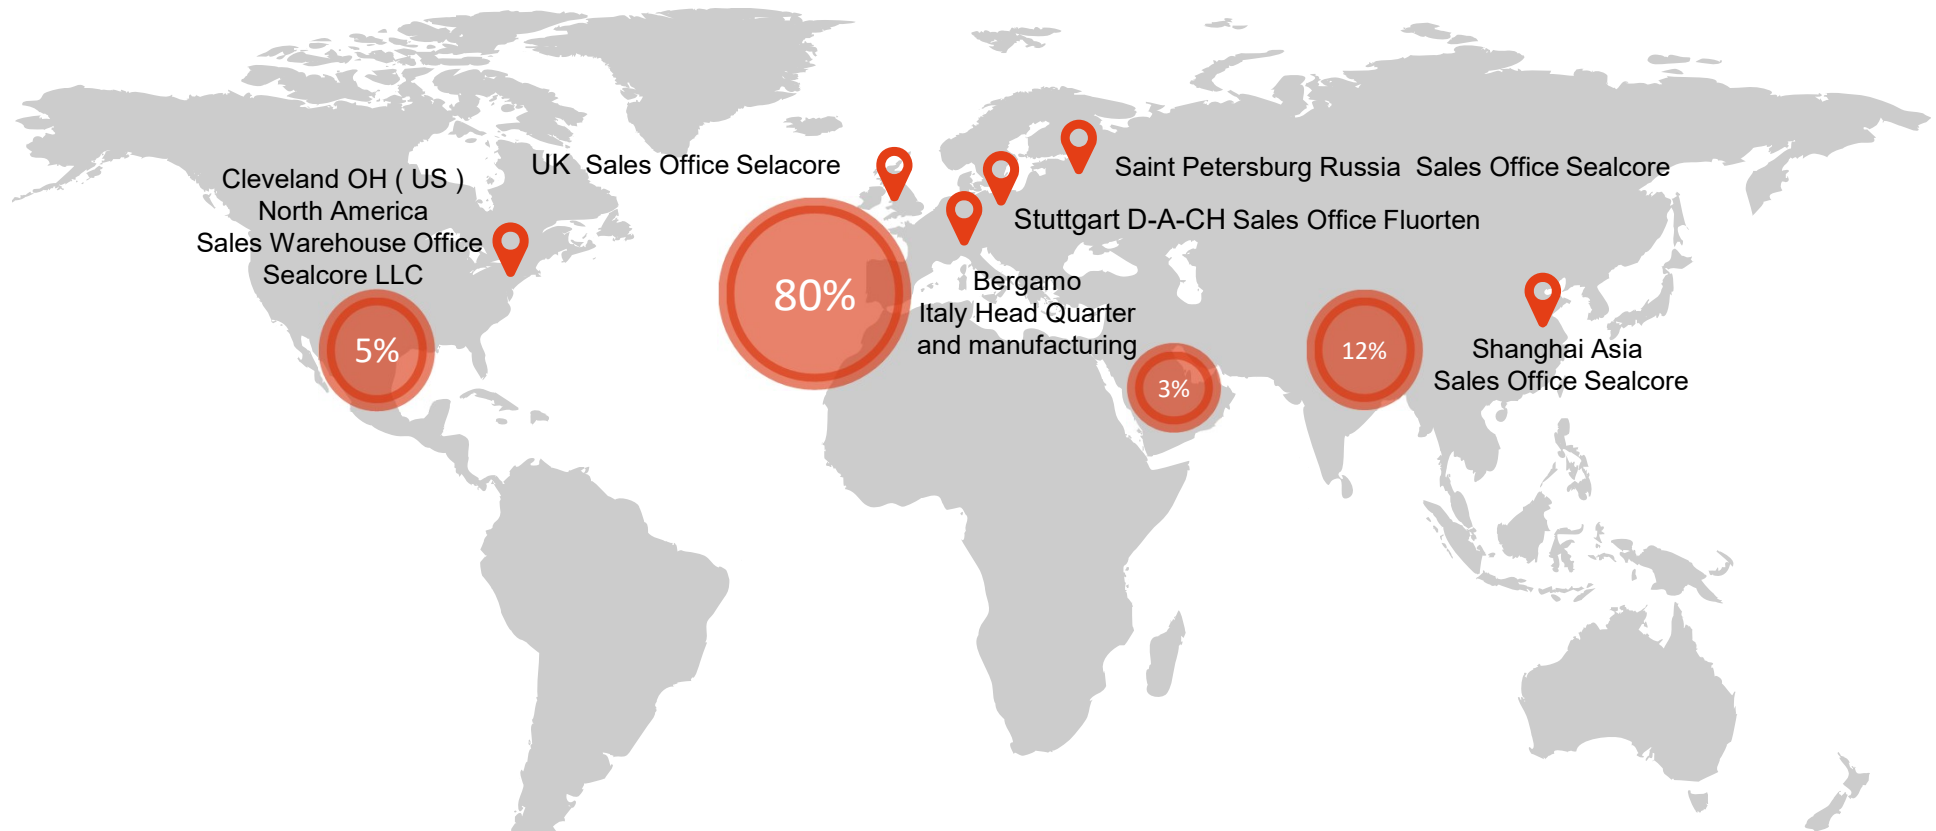 Cleveland OH ( US )
North America
Sales Warehouse Office
Sealcore LLC
5%
UK Sales Office Selacore
80%
Saint Petersburg Russia Sales Office Sealcore
Stuttgart D-A-CH Sales Office Fluorten
Bergamo
Italy Head Quarter
and manufacturing
3%
12%
Shanghai Asia
Sales Office Sealcore